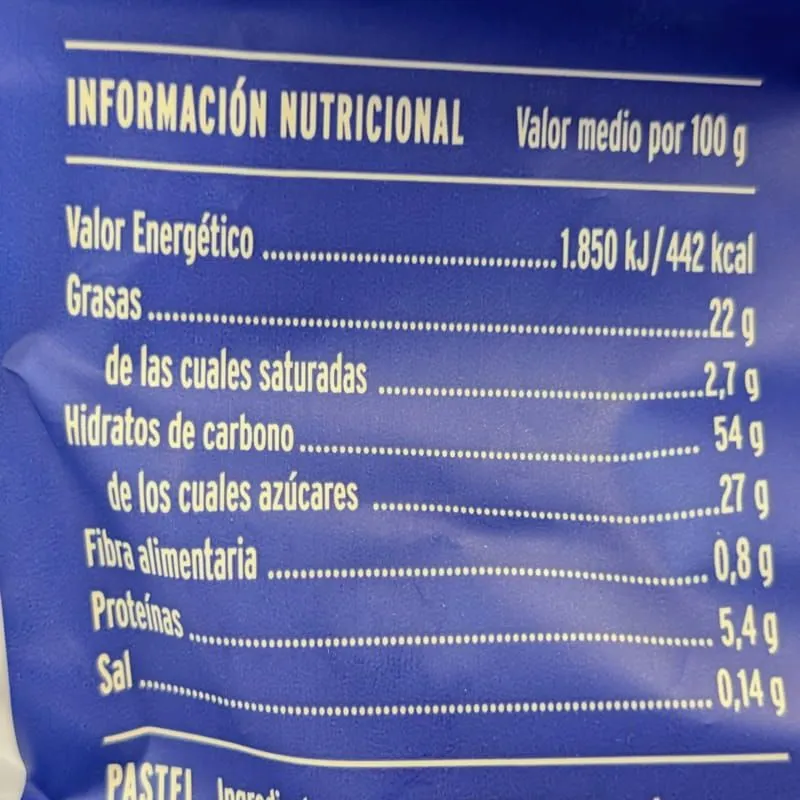 INFORMACIÓN NUTRICIONAL Valor medio por 100 g
Valor Energético ........ 1.850 kJ/442 kcal
Grasas ........ 22 g
de las cuales saturadas ........ 2,7 g
Hidratos de carbono ........ 54 g
de los cuales azúcares ........ 27 g
Fibra alimentaria ........ 0,8 g
Proteínas ........ 5,4 g
Sal ........ 0,14 g
PASTEL